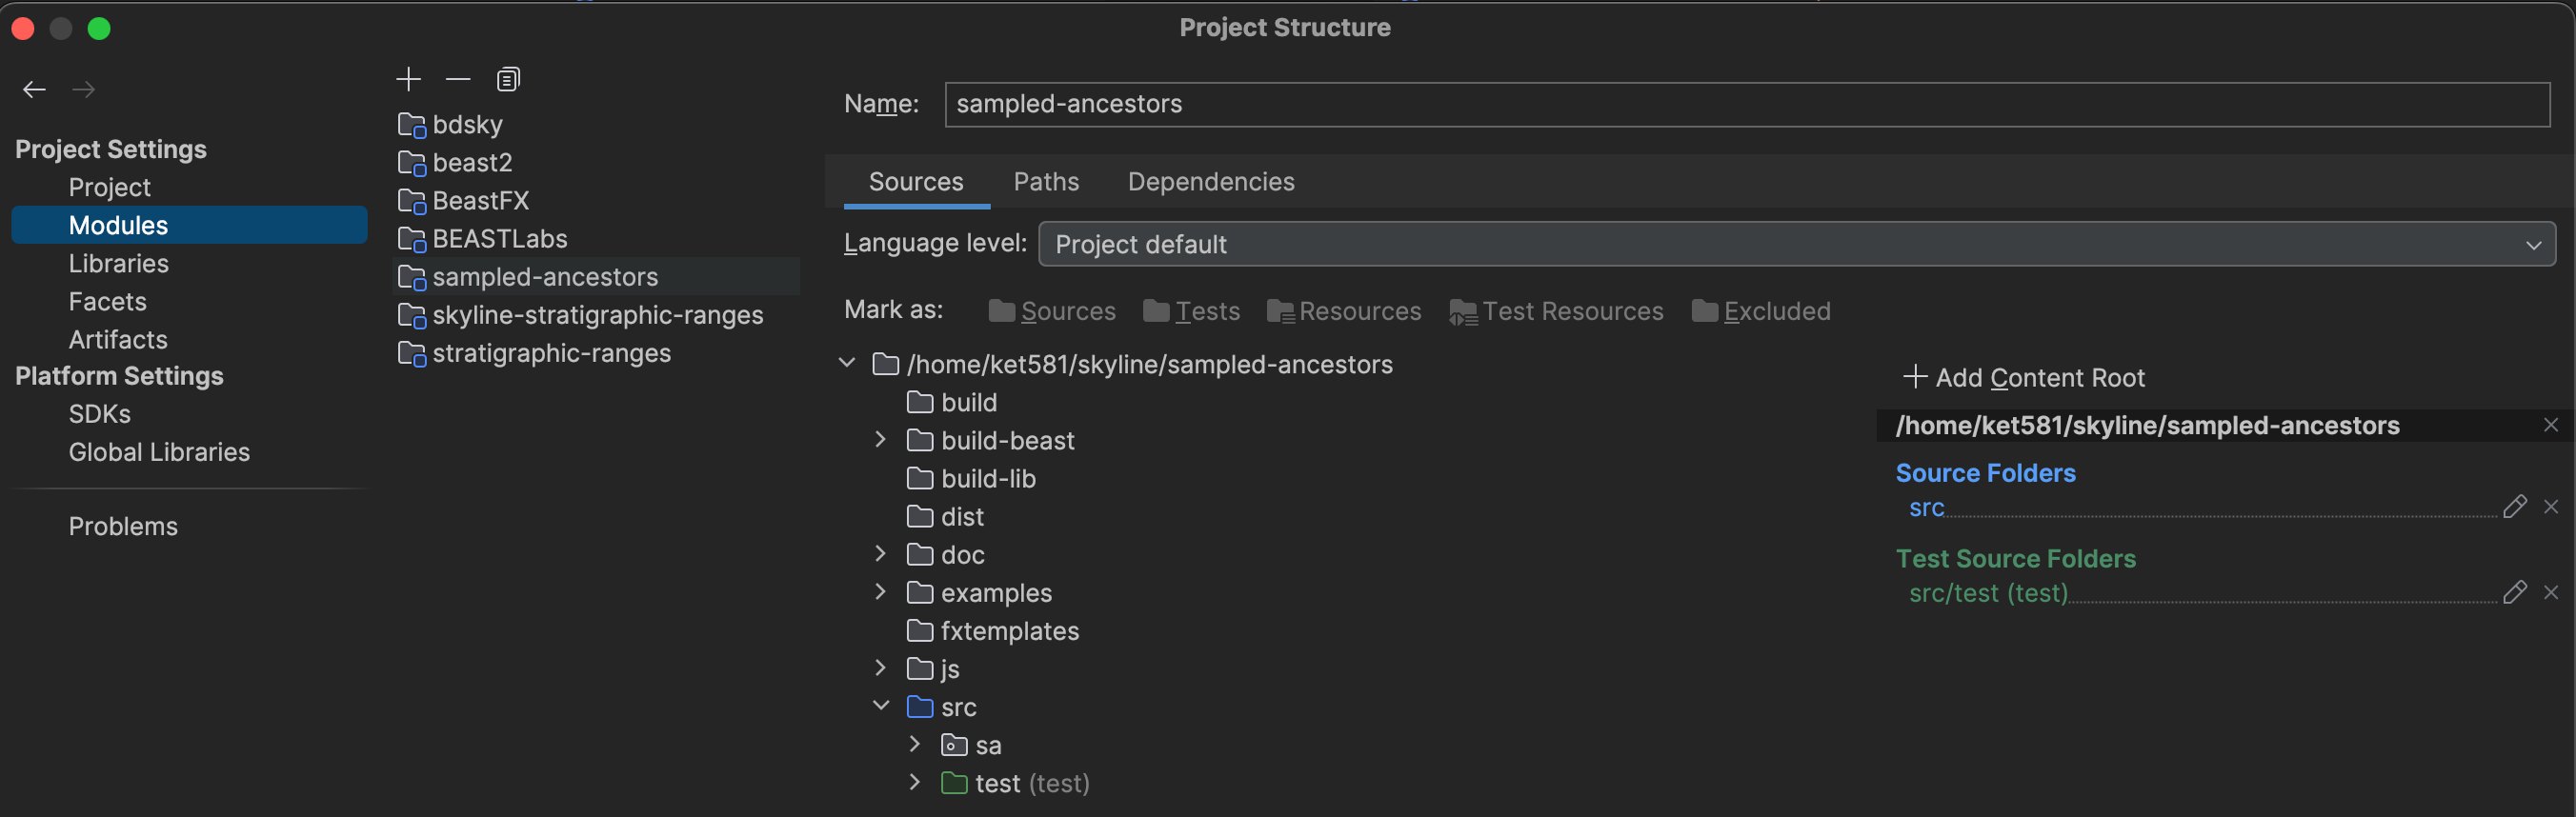 Project Structure
Project Settings
Project
Modules
Libraries
Facets
Artifacts
Platform Settings
SDKs
Global Libraries
Problems
bdsky
beast2
BeastFX
BEASTLabs
sampled-ancestors
skyline-stratigraphic-ranges
stratigraphic-ranges
Name: sampled-ancestors
Sources Paths Dependencies
Language level: Project default
Mark as: Sources Tests Resources Test Resources Excluded
/home/ket581/skyline/sampled-ancestors
build
build-beast
build-lib
dist
doc
examples
fxtemplates
js
src
sa
test (test)
Add Content Root
/home/ket581/skyline/sampled-ancestors
Source Folders
src
Test Source Folders
src/test (test)